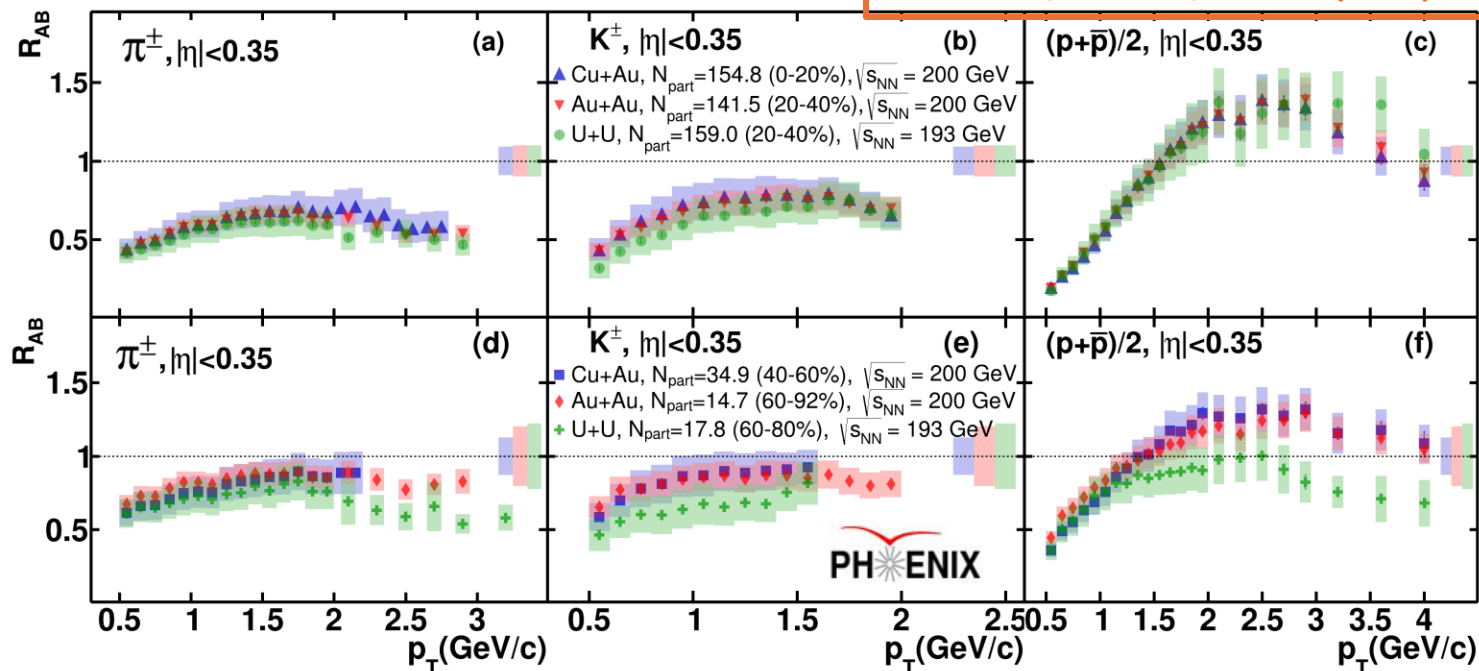 R_AB
π±, |η|<0.35
(a)
K±, |η|<0.35
(b)
(p+p̄)/2, |η|<0.35
(c)
Cu+Au, N_part=154.8 (0-20%), √s_NN = 200 GeV
Au+Au, N_part=141.5 (20-40%), √s_NN = 200 GeV
U+U, N_part=159.0 (20-40%), √s_NN = 193 GeV
1.5
1
0.5
R_AB
π±, |η|<0.35
(d)
K±, |η|<0.35
(e)
(p+p̄)/2, |η|<0.35
(f)
Cu+Au, N_part=34.9 (40-60%), √s_NN = 200 GeV
Au+Au, N_part=14.7 (60-92%), √s_NN = 200 GeV
U+U, N_part=17.8 (60-80%), √s_NN = 193 GeV
1.5
1
0.5
PHENIX
0.5 1 1.5 2 2.5 3
0.5 1 1.5 2 2.5
0.5 1 1.5 2 2.5 3 3.5 4
p_T(GeV/c)
p_T(GeV/c)
p_T(GeV/c)